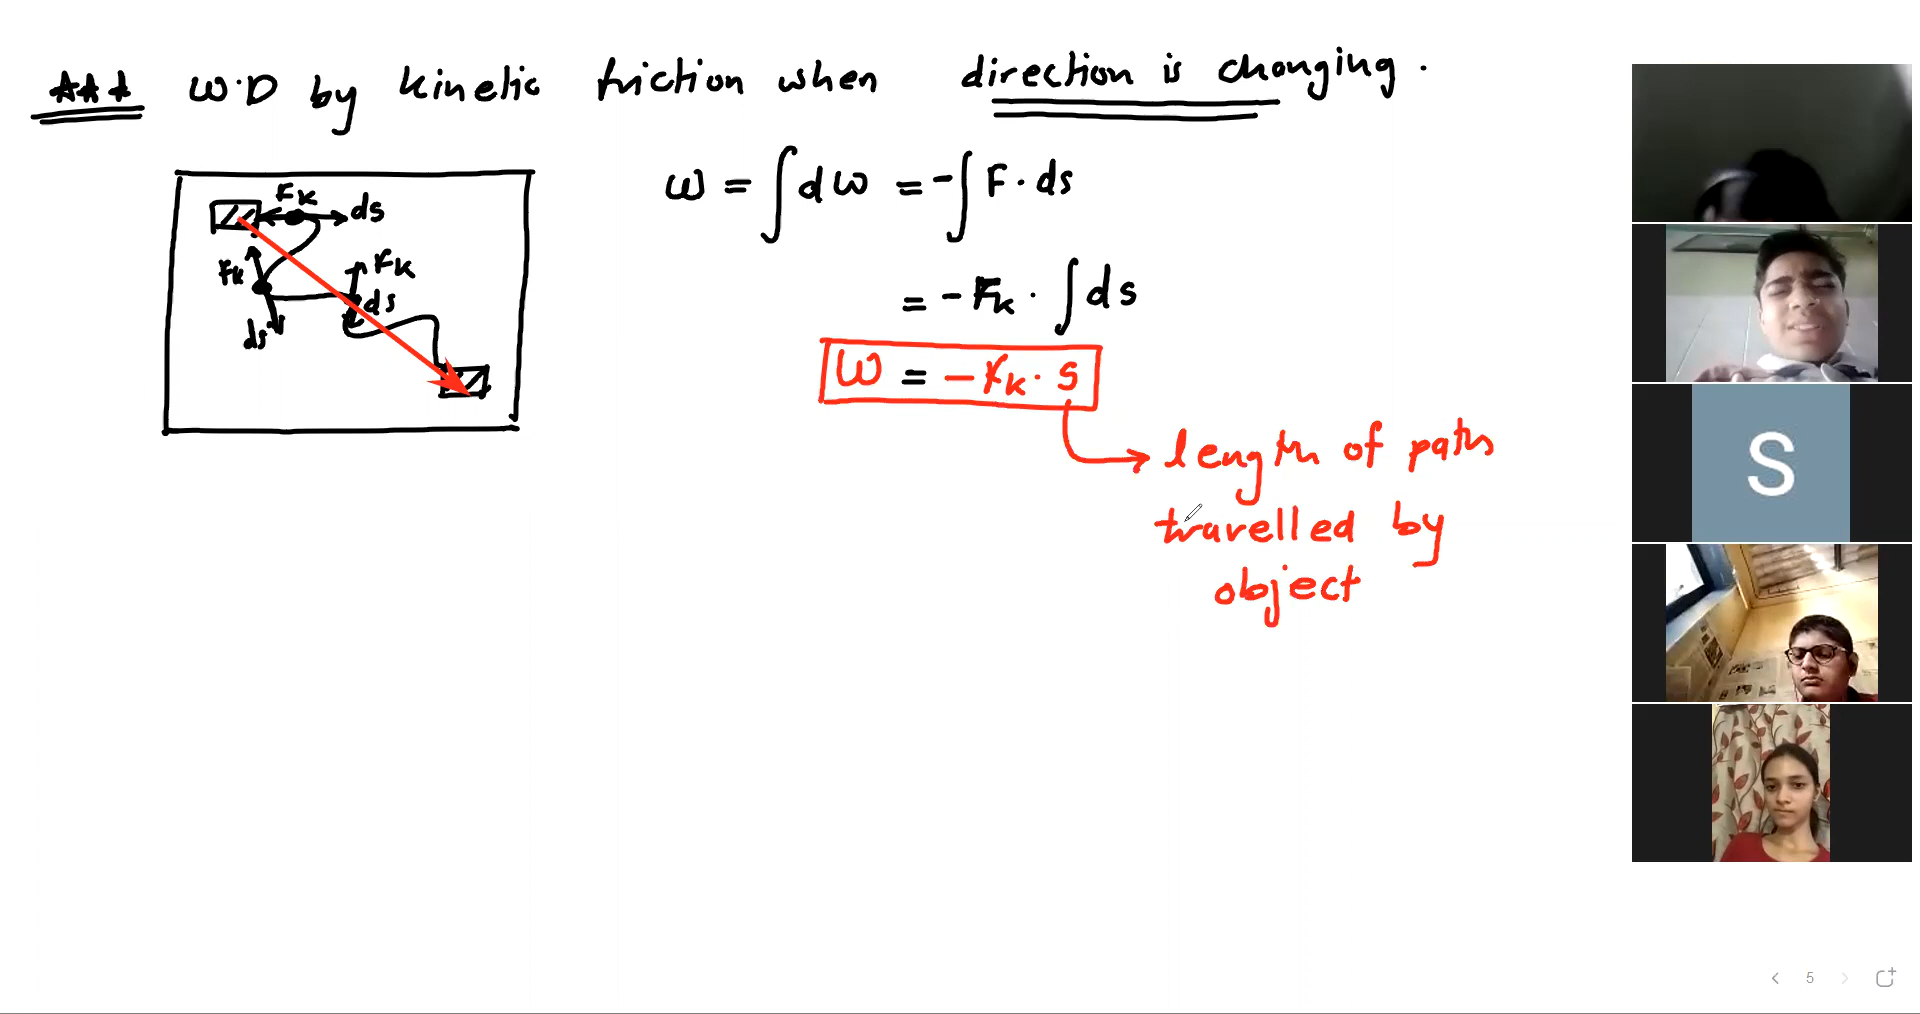 W.D by kinetic friction when direction is changing.
Fk ds
Fk
Fk
ds
ds
W = ∫dW = -∫F·ds
= -Fk·∫ds
W = -Fk·s
length of path
travelled by
object
S
5